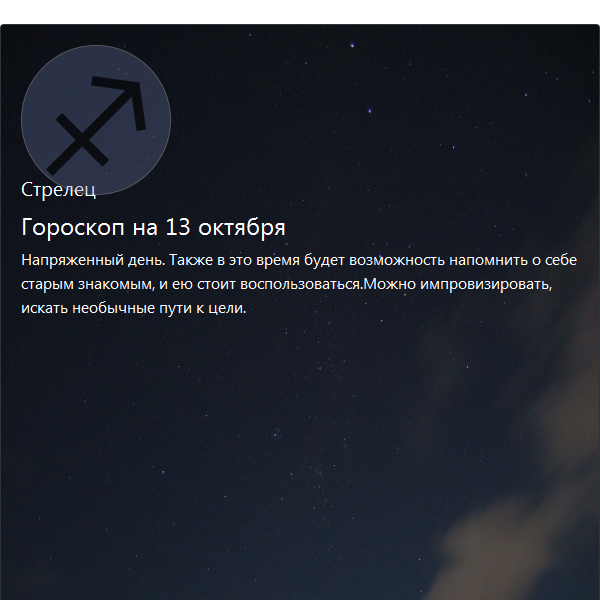 Стрелец
Гороскоп на 13 октября
Напряженный день. Также в это время будет возможность напомнить о себе
старым знакомым, и ею стоит воспользоваться.Можно импровизировать,
искать необычные пути к цели.